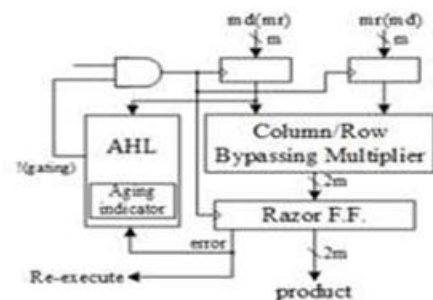 md(mr)
mr(md)
m
m
AHL
Column/Row
Bypassing Multiplier
!(gating)
Aging
indicator
2m
Razor F.F.
error
2m
Re-execute
product